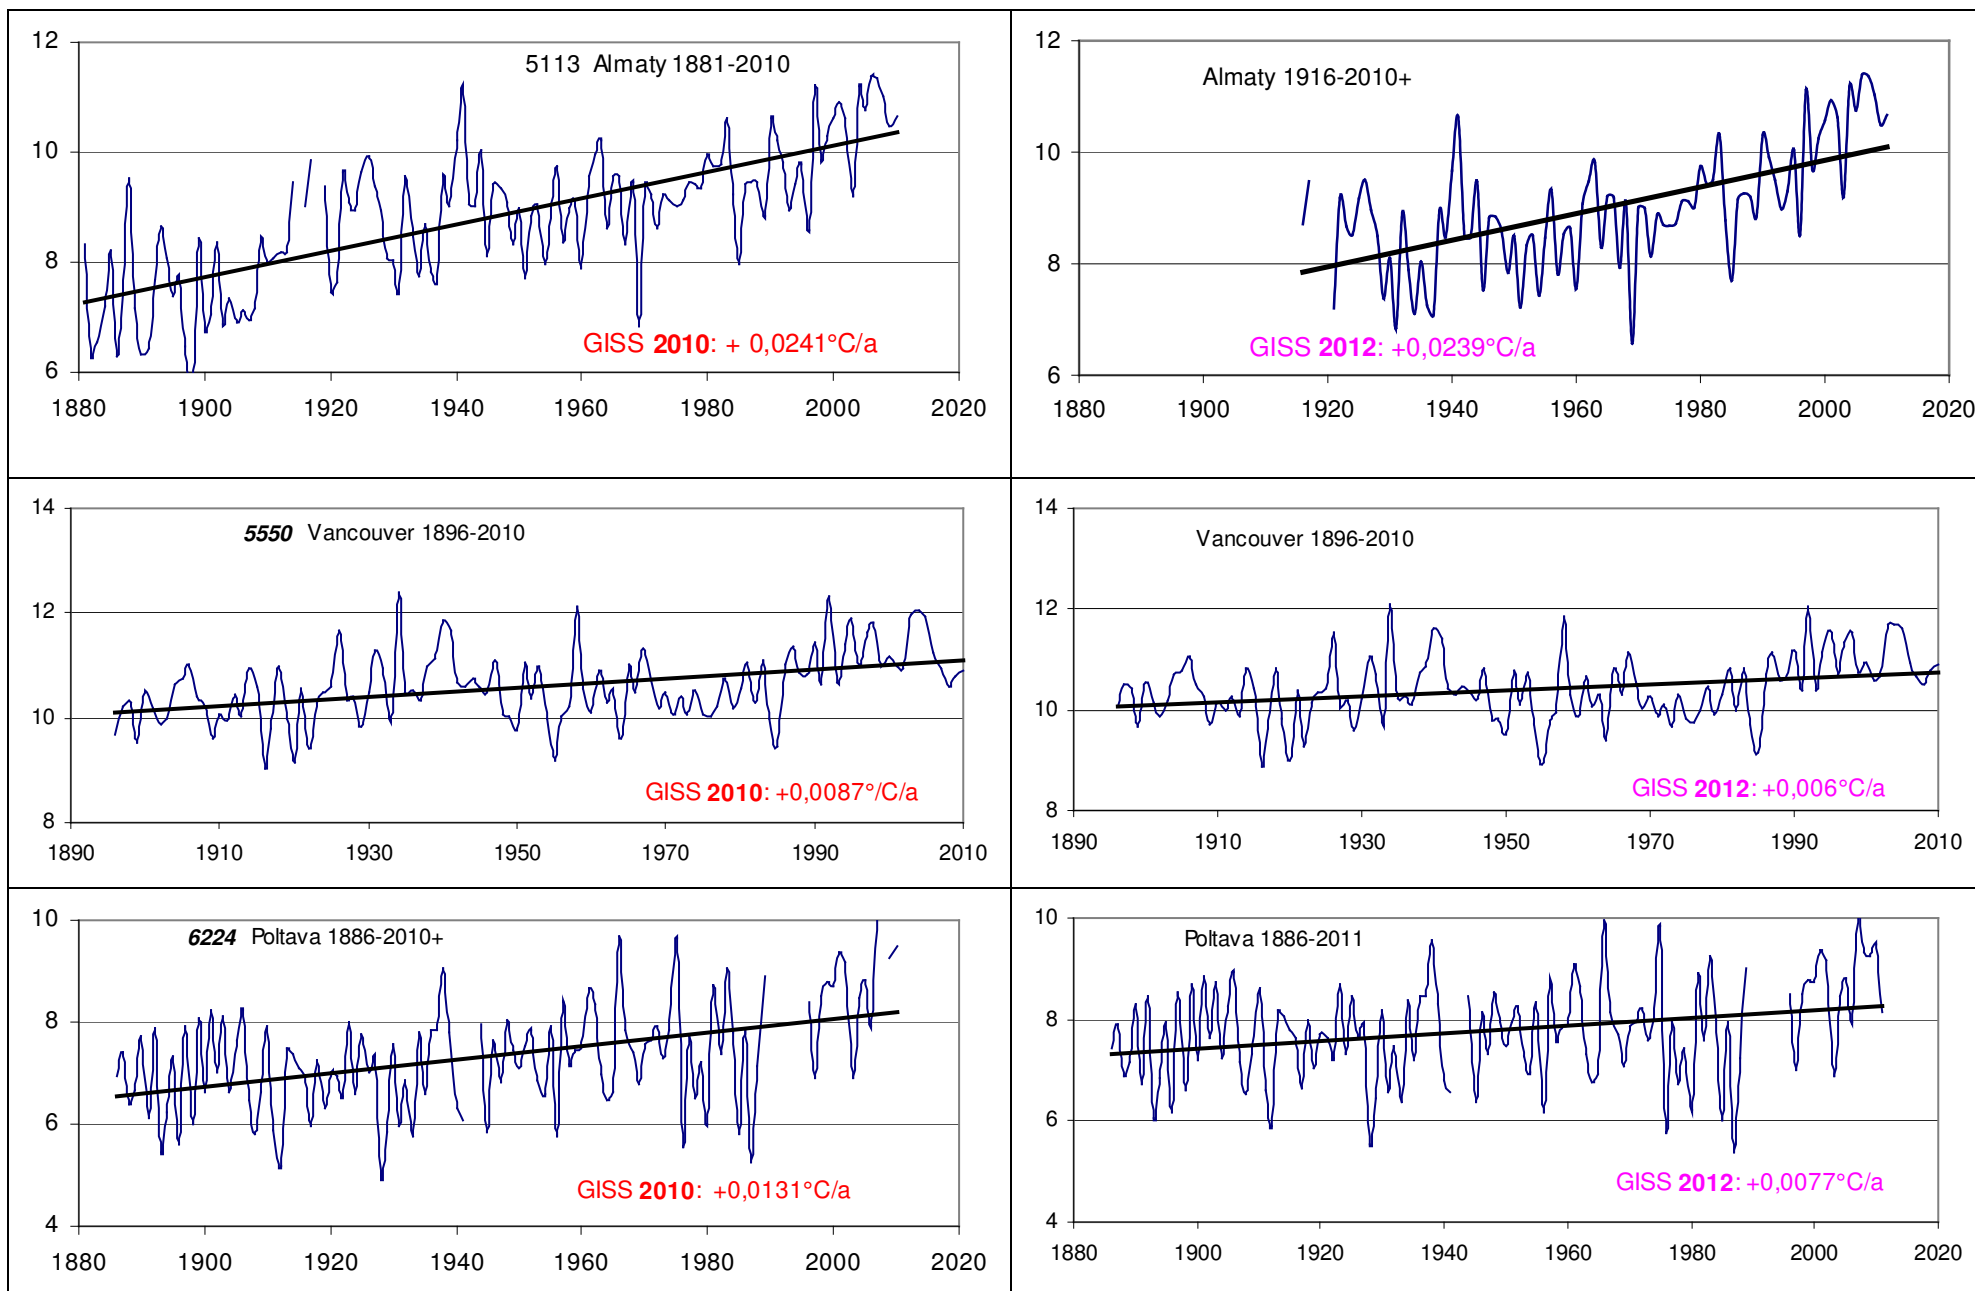 12
10
8
6
5113 Almaty 1881-2010
GISS 2010: + 0,0241°C/a
1880 1900 1920 1940 1960 1980 2000 2020
12
10
8
6
Almaty 1916-2010+
GISS 2012: +0,0239°C/a
1880 1900 1920 1940 1960 1980 2000 2020
14
12
10
8
5550 Vancouver 1896-2010
GISS 2010: +0,0087°/C/a
1890 1910 1930 1950 1970 1990 2010
14
12
10
8
Vancouver 1896-2010
GISS 2012: +0,006°C/a
1890 1910 1930 1950 1970 1990 2010
10
8
6
4
6224 Poltava 1886-2010+
GISS 2010: +0,0131°C/a
1880 1900 1920 1940 1960 1980 2000 2020
10
8
6
4
Poltava 1886-2011
GISS 2012: +0,0077°C/a
1880 1900 1920 1940 1960 1980 2000 2020